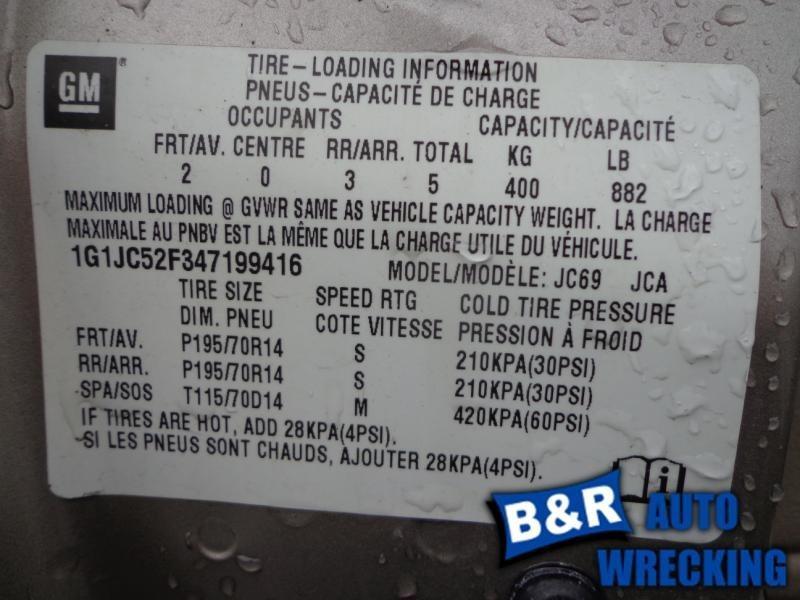 GM®
TIRE-LOADING INFORMATION
PNEUS-CAPACITÉ DE CHARGE
OCCUPANTS CAPACITY/CAPACITÉ
FRT/AV. CENTRE RR/ARR. TOTAL KG LB
2 0 3 5 400 882
MAXIMUM LOADING @ GVWR SAME AS VEHICLE CAPACITY WEIGHT. LA CHARGE
MAXIMALE AU PNBV EST LA MÊME QUE LA CHARGE UTILE DU VÉHICULE.
1G1JC52F347199416 MODEL/MODÈLE: JC69 JCA
TIRE SIZE SPEED RTG COLD TIRE PRESSURE
DIM. PNEU COTE VITESSE PRESSION À FROID
FRT/AV. P195/70R14 S 210KPA(30PSI)
RR/ARR. P195/70R14 S 210KPA(30PSI)
SPA/SOS T115/70D14 M 420KPA(60PSI)
IF TIRES ARE HOT, ADD 28KPA(4PSI).
SI LES PNEUS SONT CHAUDS, AJOUTER 28KPA(4PSI).
i
B&R AUTO
WRECKING